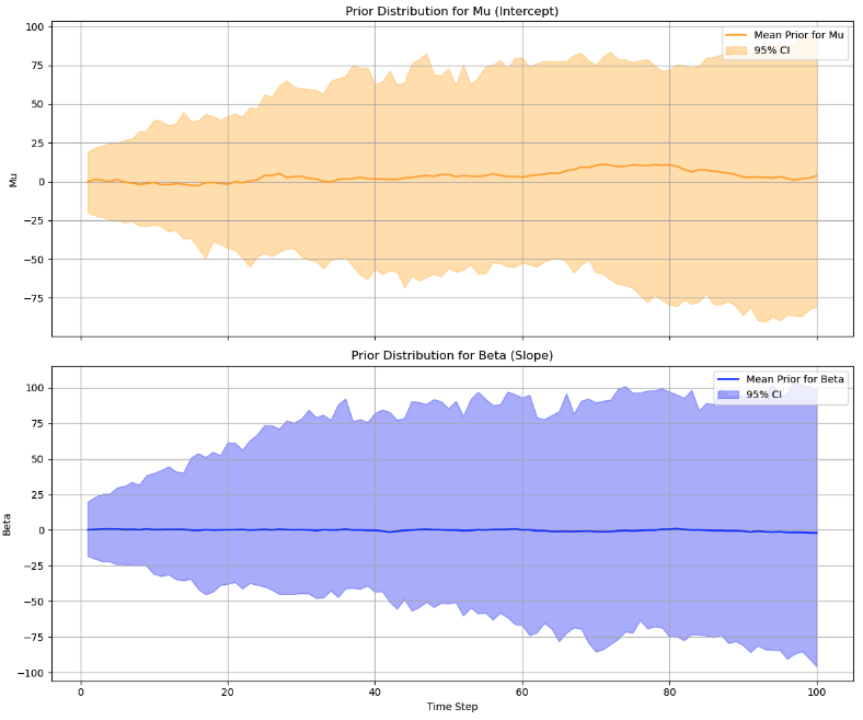 Prior Distribution for Mu (Intercept)
100
75
50
25
0
−25
−50
−75
Mu
Mean Prior for Mu
95% CI
Prior Distribution for Beta (Slope)
100
75
50
25
0
−25
−50
−75
−100
Beta
Mean Prior for Beta
95% CI
0 20 40 60 80 100
Time Step